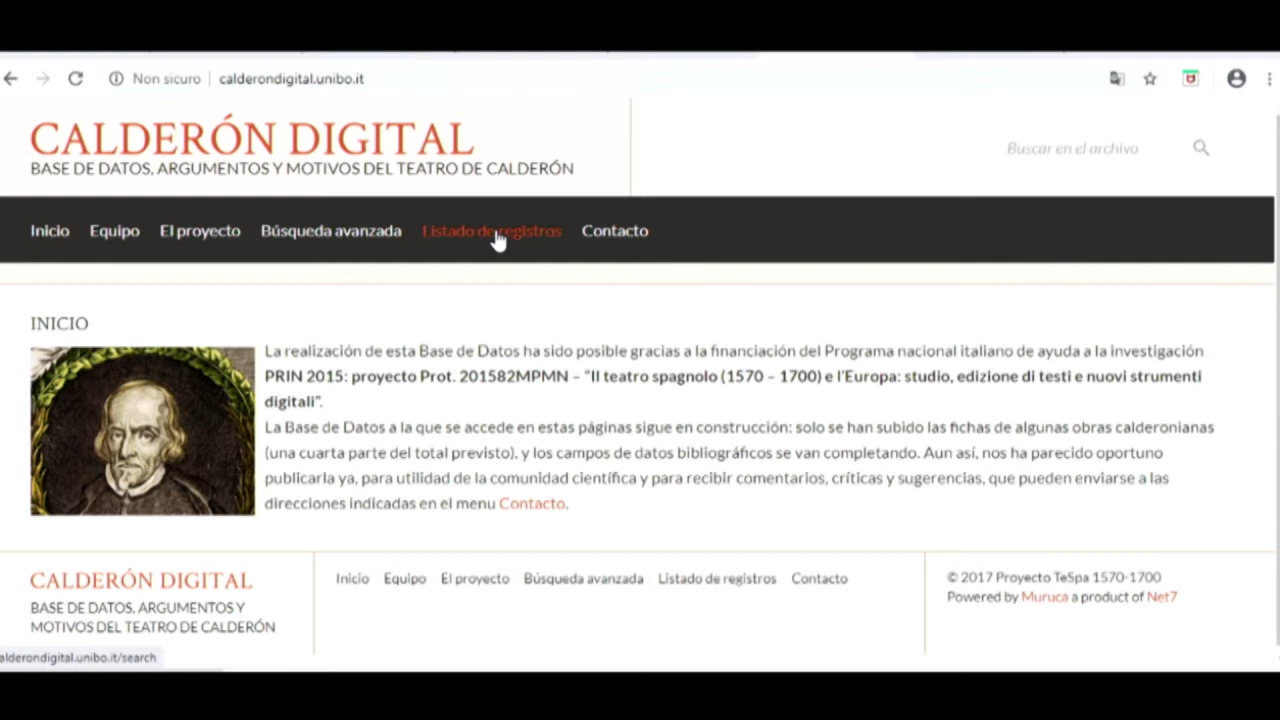 Non sicuro
calderondigital.unibo.it
CALDERÓN DIGITAL
BASE DE DATOS, ARGUMENTOS Y MOTIVOS DEL TEATRO DE CALDERÓN
Buscar en el archivo
Inicio Equipo El proyecto Búsqueda avanzada Listado de registros Contacto
INICIO
La realización de esta Base de Datos ha sido posible gracias a la financiación del Programa nacional italiano de ayuda a la investigación
PRIN 2015: proyecto Prot. 201582MPMN – “Il teatro spagnolo (1570 – 1700) e l’Europa: studio, edizione di testi e nuovi strumenti
digitali”.
La Base de Datos a la que se accede en estas páginas sigue en construcción: solo se han subido las fichas de algunas obras calderonianas
(una cuarta parte del total previsto), y los campos de datos bibliográficos se van completando. Aun así, nos ha parecido oportuno
publicarla ya, para utilidad de la comunidad científica y para recibir comentarios, críticas y sugerencias, que pueden enviarse a las
direcciones indicadas en el menu Contacto.
CALDERÓN DIGITAL
BASE DE DATOS, ARGUMENTOS Y
MOTIVOS DEL TEATRO DE CALDERÓN
Inicio Equipo El proyecto Búsqueda avanzada Listado de registros Contacto
© 2017 Proyecto TeSpa 1570-1700
Powered by Muruca a product of Net7
alderondigital.unibo.it/search